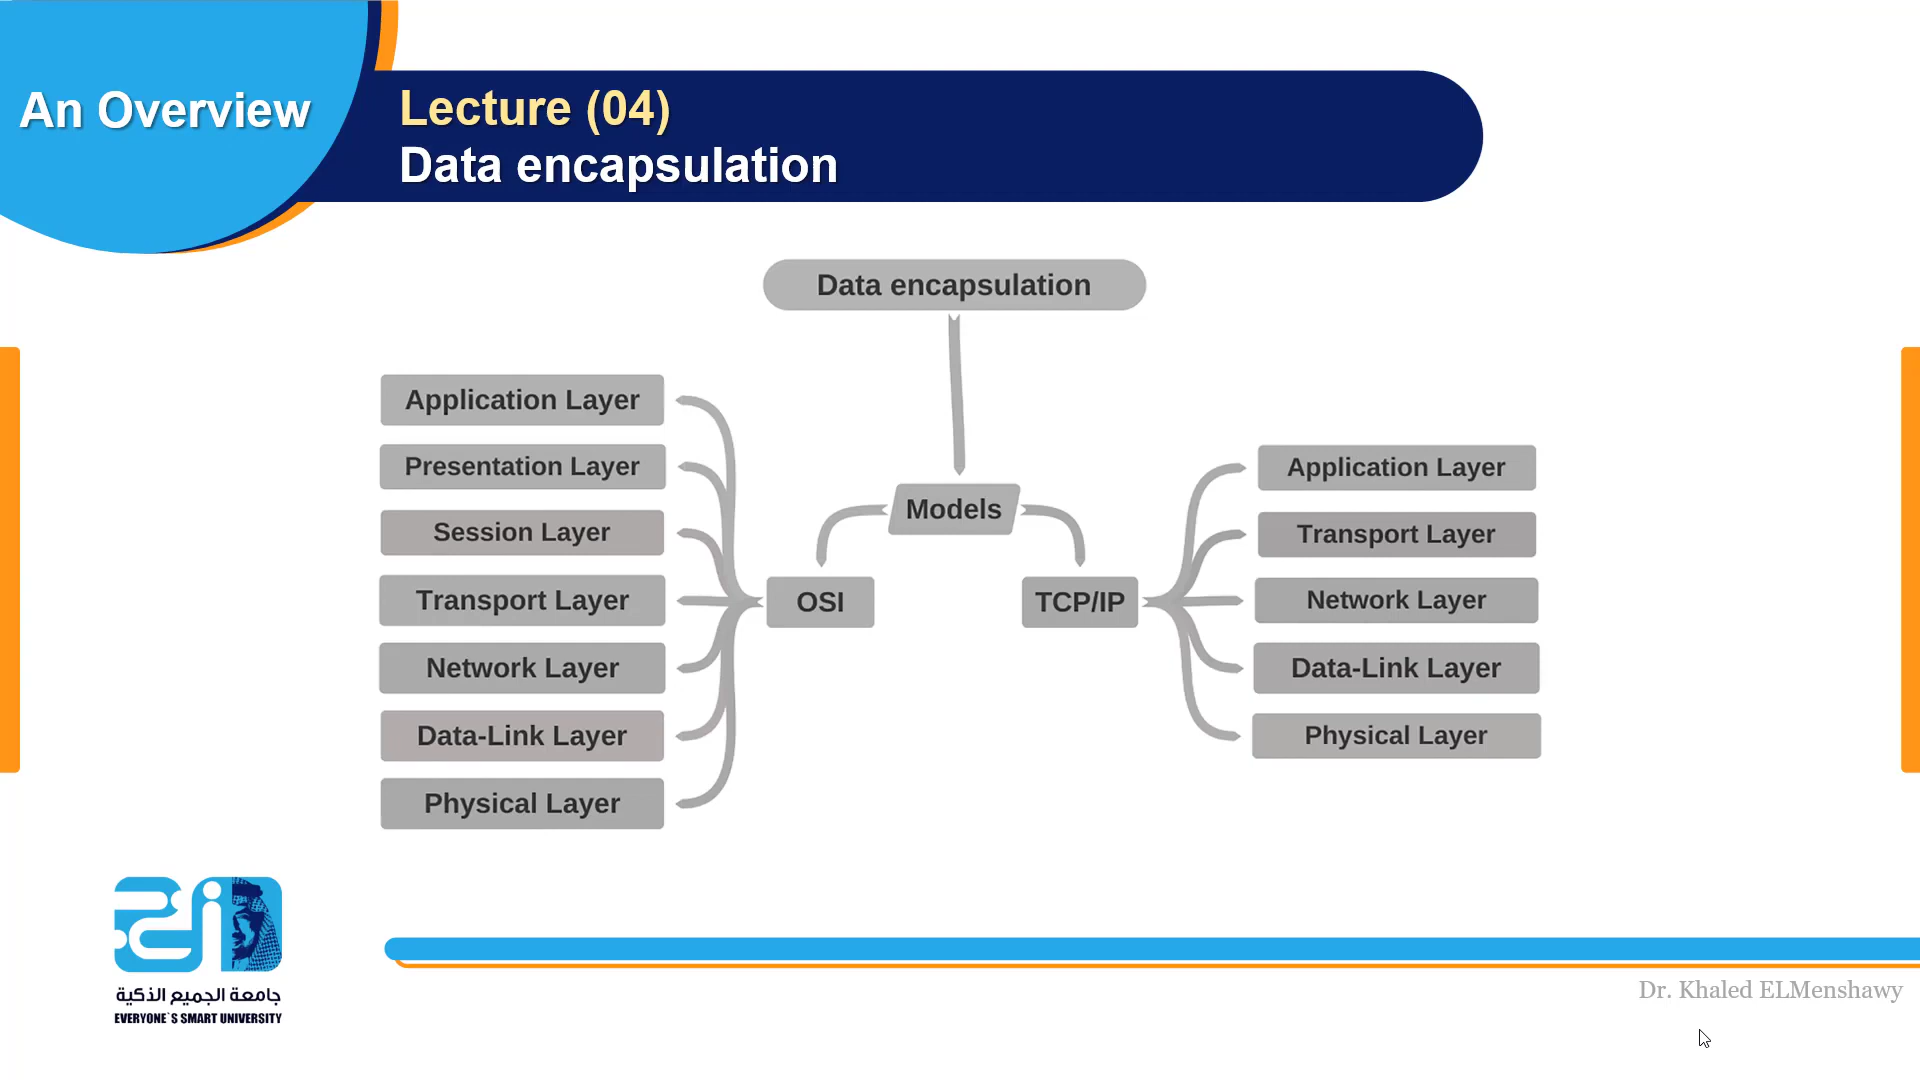 An Overview
Lecture (04)
Data encapsulation
Data encapsulation
Models
OSI
TCP/IP
Application Layer
Presentation Layer
Session Layer
Transport Layer
Network Layer
Data-Link Layer
Physical Layer
Application Layer
Transport Layer
Network Layer
Data-Link Layer
Physical Layer
جامعة الجميع الذكية
EVERYONE`S SMART UNIVERSITY
Dr. Khaled ELMenshawy